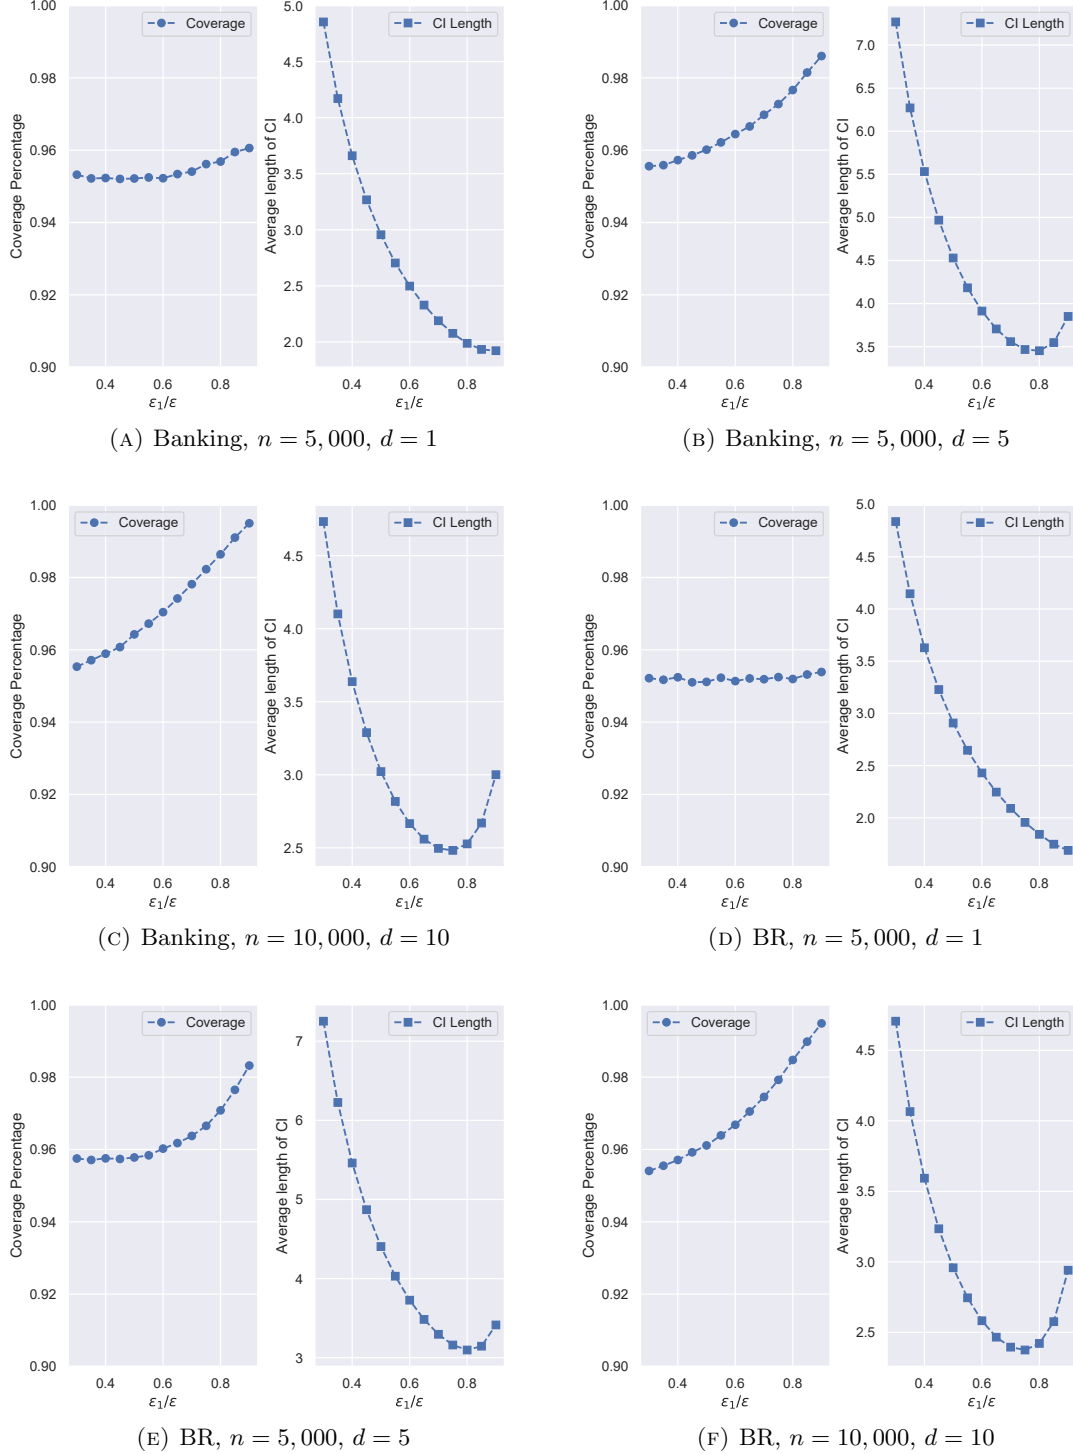 1.00
0.98
0.96
0.94
0.92
0.90
Coverage Percentage
Coverage
0.4 0.6 0.8
ε₁/ε
5.0
4.5
4.0
3.5
3.0
2.5
2.0
Average length of CI
CI Length
0.4 0.6 0.8
ε₁/ε
(A) Banking, n = 5,000, d = 1
1.00
0.98
0.96
0.94
0.92
0.90
Coverage Percentage
Coverage
0.4 0.6 0.8
ε₁/ε
7.0
6.5
6.0
5.5
5.0
4.5
4.0
3.5
Average length of CI
CI Length
0.4 0.6 0.8
ε₁/ε
(B) Banking, n = 5,000, d = 5
1.00
0.98
0.96
0.94
0.92
0.90
Coverage Percentage
Coverage
0.4 0.6 0.8
ε₁/ε
4.5
4.0
3.5
3.0
2.5
Average length of CI
CI Length
0.4 0.6 0.8
ε₁/ε
(C) Banking, n = 10,000, d = 10
1.00
0.98
0.96
0.94
0.92
0.90
Coverage Percentage
Coverage
0.4 0.6 0.8
ε₁/ε
5.0
4.5
4.0
3.5
3.0
2.5
2.0
Average length of CI
CI Length
0.4 0.6 0.8
ε₁/ε
(D) BR, n = 5,000, d = 1
1.00
0.98
0.96
0.94
0.92
0.90
Coverage Percentage
Coverage
0.4 0.6 0.8
ε₁/ε
7
6
5
4
3
Average length of CI
CI Length
0.4 0.6 0.8
ε₁/ε
(E) BR, n = 5,000, d = 5
1.00
0.98
0.96
0.94
0.92
0.90
Coverage Percentage
Coverage
0.4 0.6 0.8
ε₁/ε
4.5
4.0
3.5
3.0
2.5
Average length of CI
CI Length
0.4 0.6 0.8
ε₁/ε
(F) BR, n = 10,000, d = 10